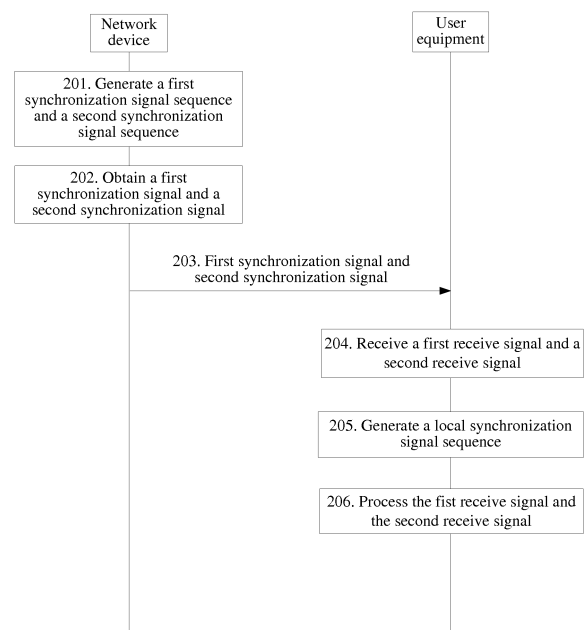 Network
device
User
equipment
201. Generate a first
synchronization signal sequence
and a second synchronization
signal sequence
202. Obtain a first
synchronization signal and a
second synchronization signal
203. First synchronization signal and
second synchronization signal
204. Receive a first receive signal and a
second receive signal
205. Generate a local synchronization
signal sequence
206. Process the fist receive signal and
the second receive signal